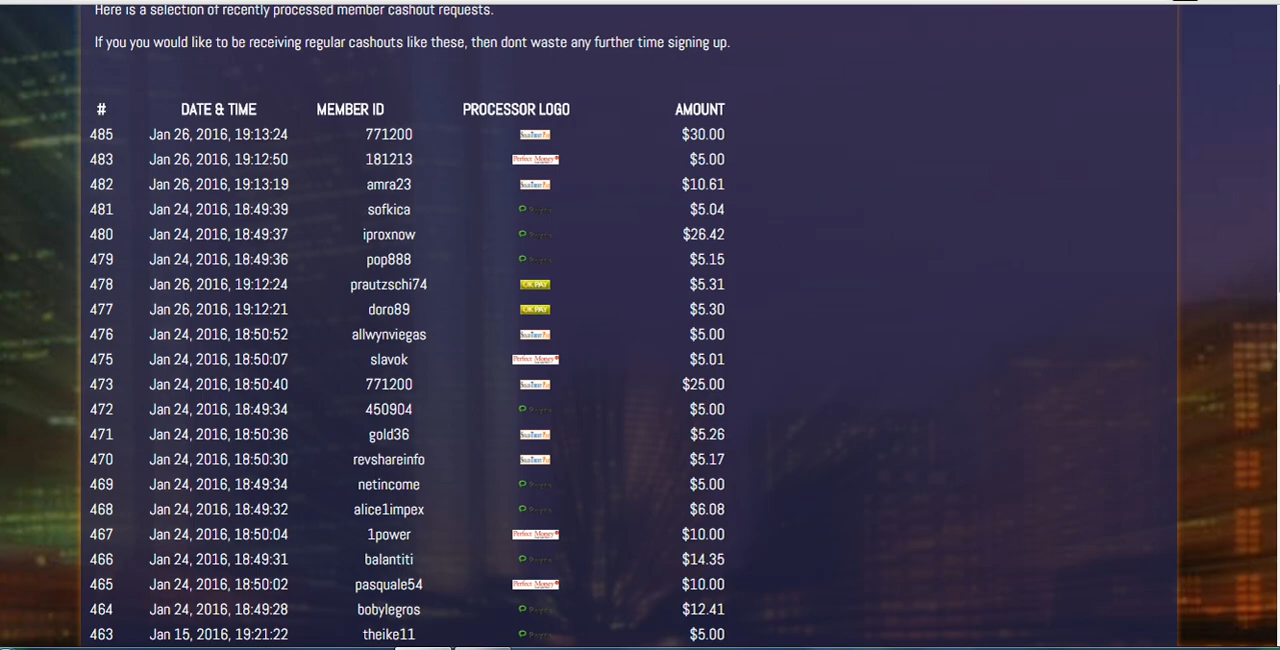 Here is a selection of recently processed member cashout requests.
If you you would like to be receiving regular cashouts like these, then dont waste any further time signing up.
# DATE & TIME MEMBER ID PROCESSOR LOGO AMOUNT
485 Jan 26, 2016, 19:13:24 771200 $30.00
483 Jan 26, 2016, 19:12:50 181213 Perfect Money $5.00
482 Jan 26, 2016, 19:13:19 amra23 $10.61
481 Jan 24, 2016, 18:49:39 sofkica $5.04
480 Jan 24, 2016, 18:49:37 iproxnow $26.42
479 Jan 24, 2016, 18:49:36 pop888 $5.15
478 Jan 26, 2016, 19:12:24 prautzschi74 OKPAY $5.31
477 Jan 26, 2016, 19:12:21 doro89 OKPAY $5.30
476 Jan 24, 2016, 18:50:52 allwynviegas $5.00
475 Jan 24, 2016, 18:50:07 slavok Perfect Money $5.01
473 Jan 24, 2016, 18:50:40 771200 $25.00
472 Jan 24, 2016, 18:49:34 450904 $5.00
471 Jan 24, 2016, 18:50:36 gold36 $5.26
470 Jan 24, 2016, 18:50:30 revshareinfo $5.17
469 Jan 24, 2016, 18:49:34 netincome $5.00
468 Jan 24, 2016, 18:49:32 alice1impex $6.08
467 Jan 24, 2016, 18:50:04 1power Perfect Money $10.00
466 Jan 24, 2016, 18:49:31 balantiti $14.35
465 Jan 24, 2016, 18:50:02 pasquale54 Perfect Money $10.00
464 Jan 24, 2016, 18:49:28 bobylegros $12.41
463 Jan 15, 2016, 19:21:22 theike11 $5.00